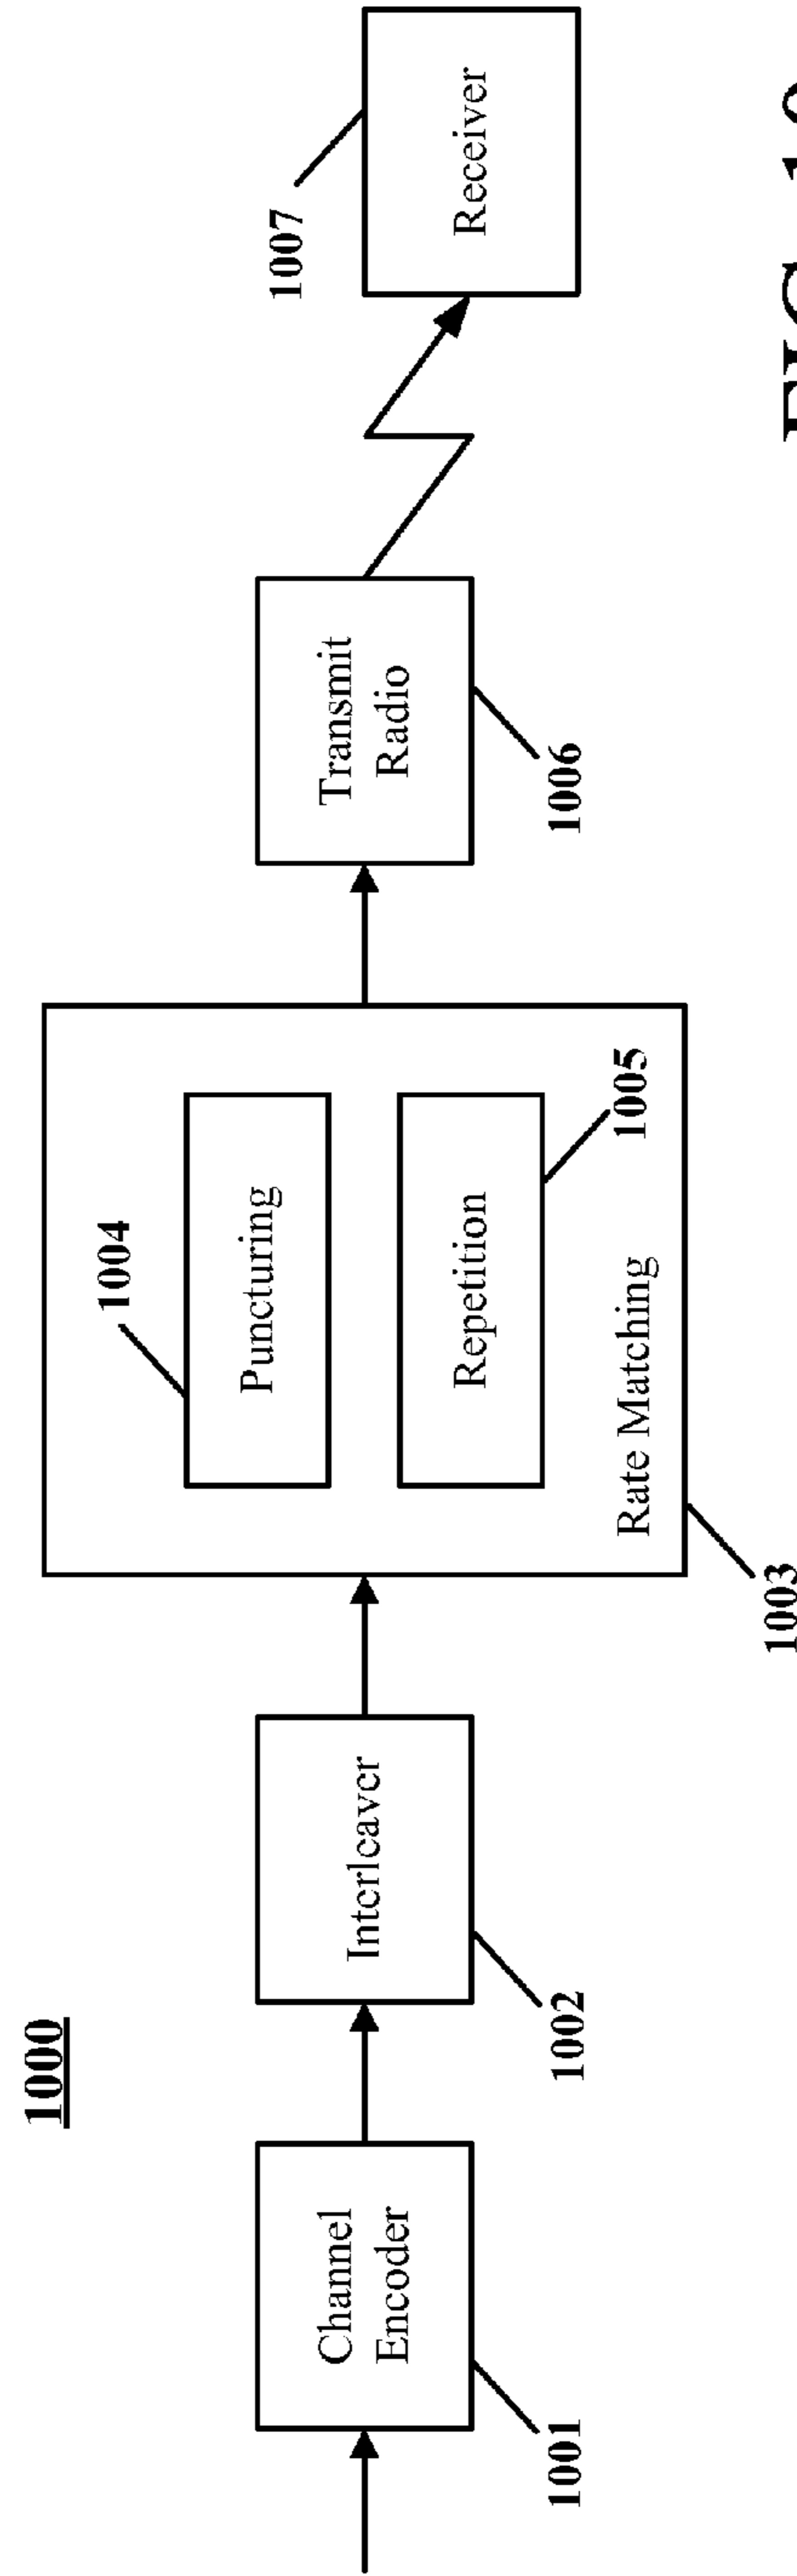 1000
Channel
Encoder
1001
Interleaver
1002
1004
Puncturing
Repetition
1005
Rate Matching
1003
Transmit
Radio
1006
1007
Receiver